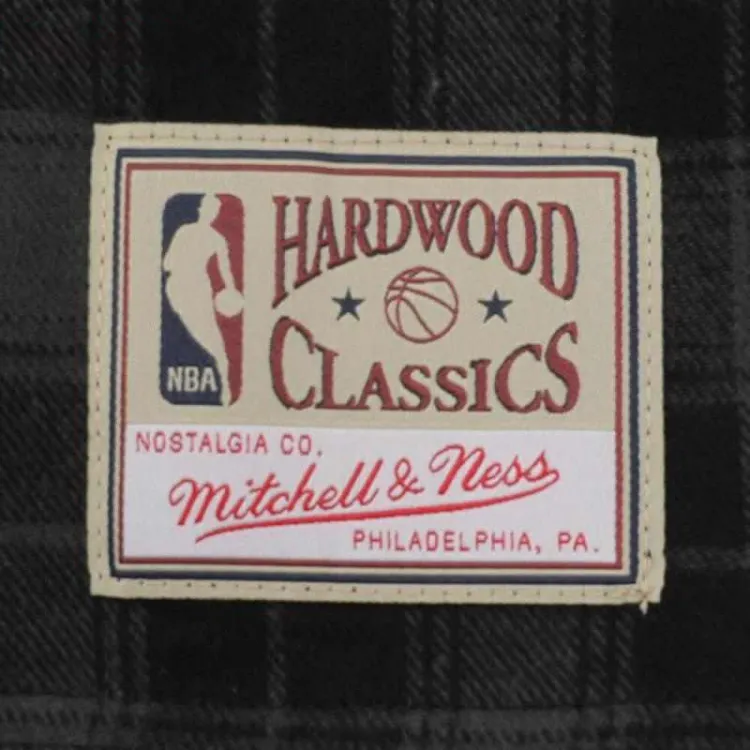 HARDWOOD
CLASSICS
NBA
NOSTALGIA CO.
Mitchell & Ness
PHILADELPHIA, PA.